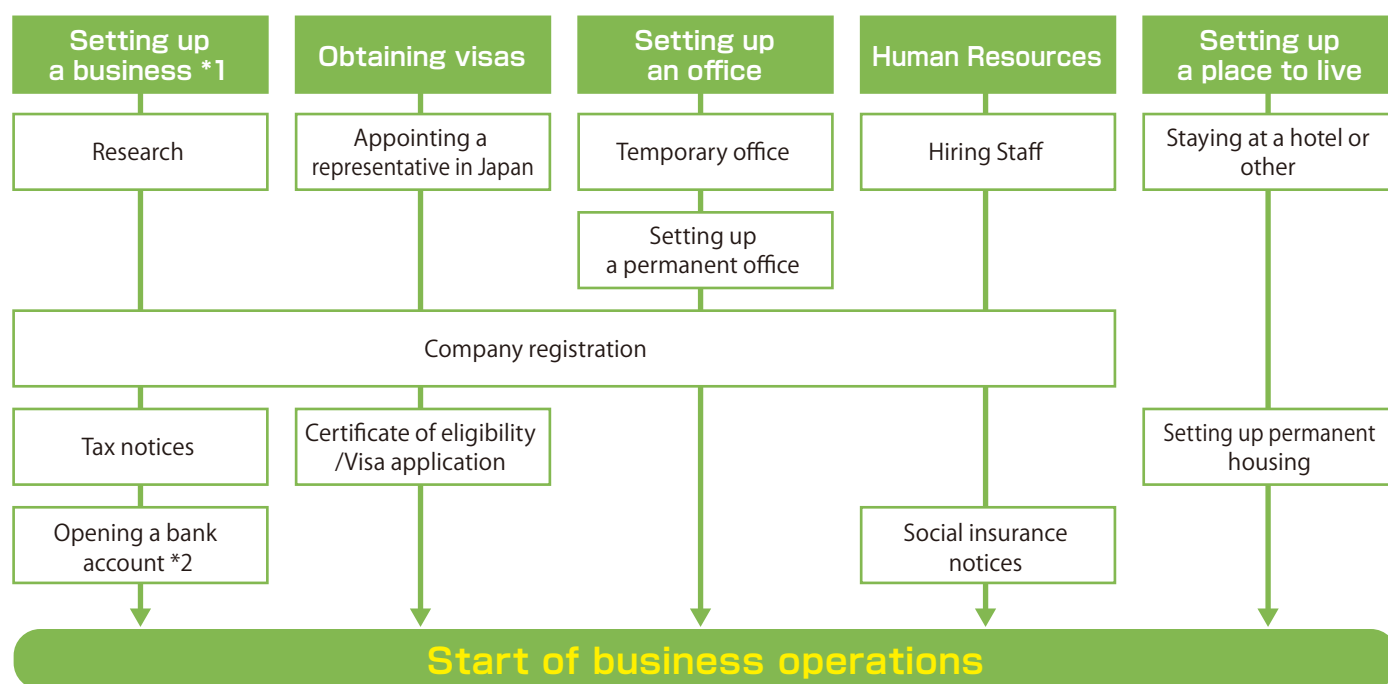 Setting up
a business *1
Obtaining visas
Setting up
an office
Human Resources
Setting up
a place to live
Research
Appointing a
representative in Japan
Temporary office
Hiring Staff
Staying at a hotel or
other
Setting up
a permanent office
Company registration
Tax notices
Certificate of eligibility
/Visa application
Setting up permanent
housing
Opening a bank
account *2
Social insurance
notices
Start of business operations